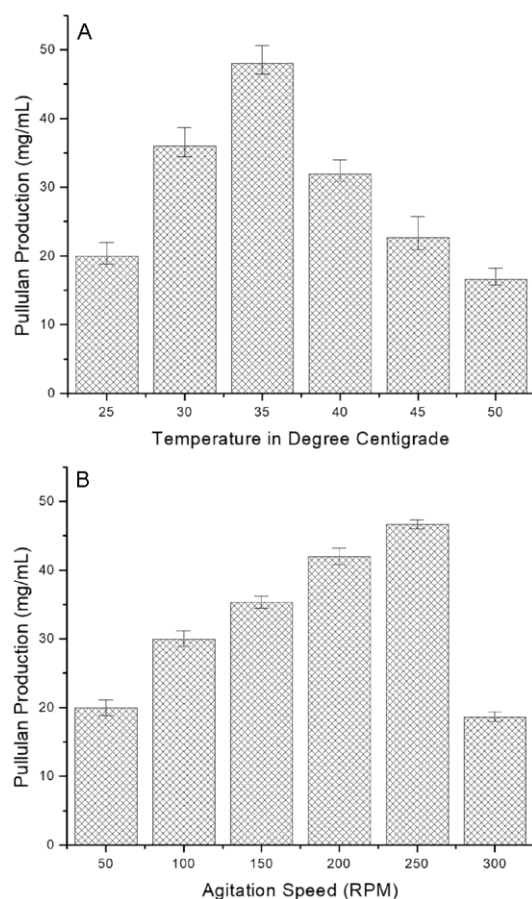 A
Pullulan Production (mg/mL)
50
40
30
20
10
0
25 30 35 40 45 50
Temperature in Degree Centigrade
B
Pullulan Production (mg/mL)
50
40
30
20
10
0
50 100 150 200 250 300
Agitation Speed (RPM)